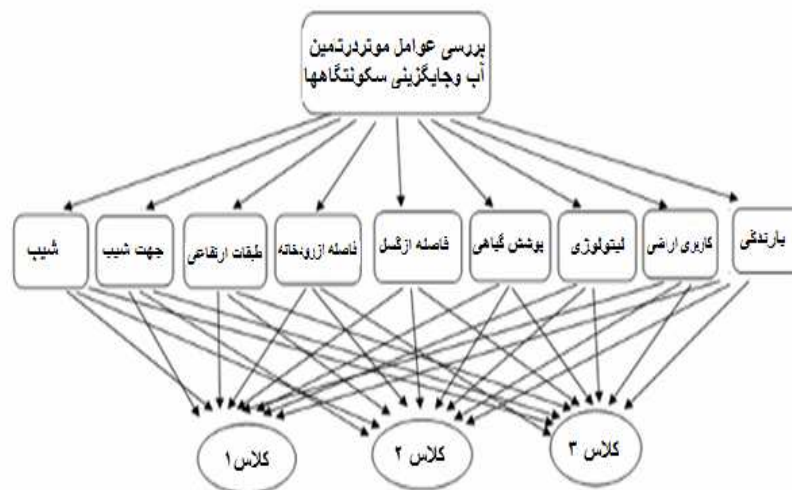 بررسی عوامل موثردرتامین
آب وجایگزینی سکونتگاهها
بارندگی
کاربری اراضی
لیتولوژی
پوشش گیاهی
فاصله ازگسل
فاصله ازرودخانه
طبقات ارتفاعی
جهت شیب
شیب
کلاس ۳
کلاس ۲
کلاس ۱